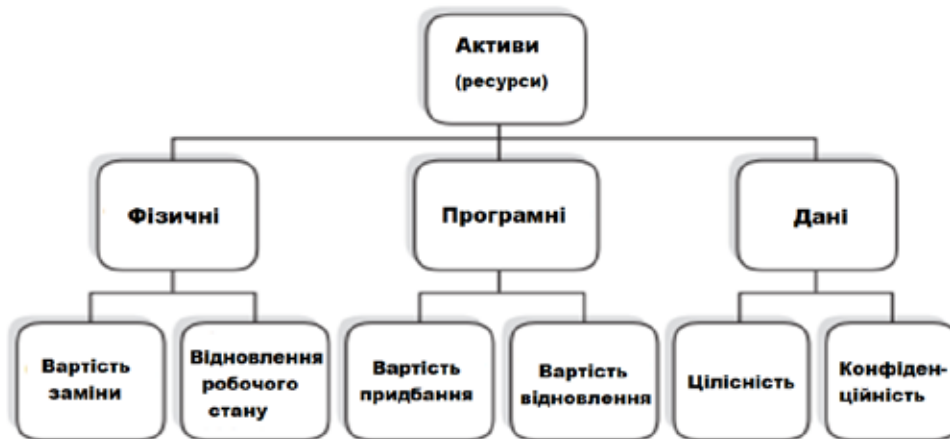 Активи
(ресурси)
Фізичні
Програмні
Дані
Вартість
заміни
Відновлення
робочого
стану
Вартість
придбання
Вартість
відновлення
Цілісність
Конфіден-
ційність